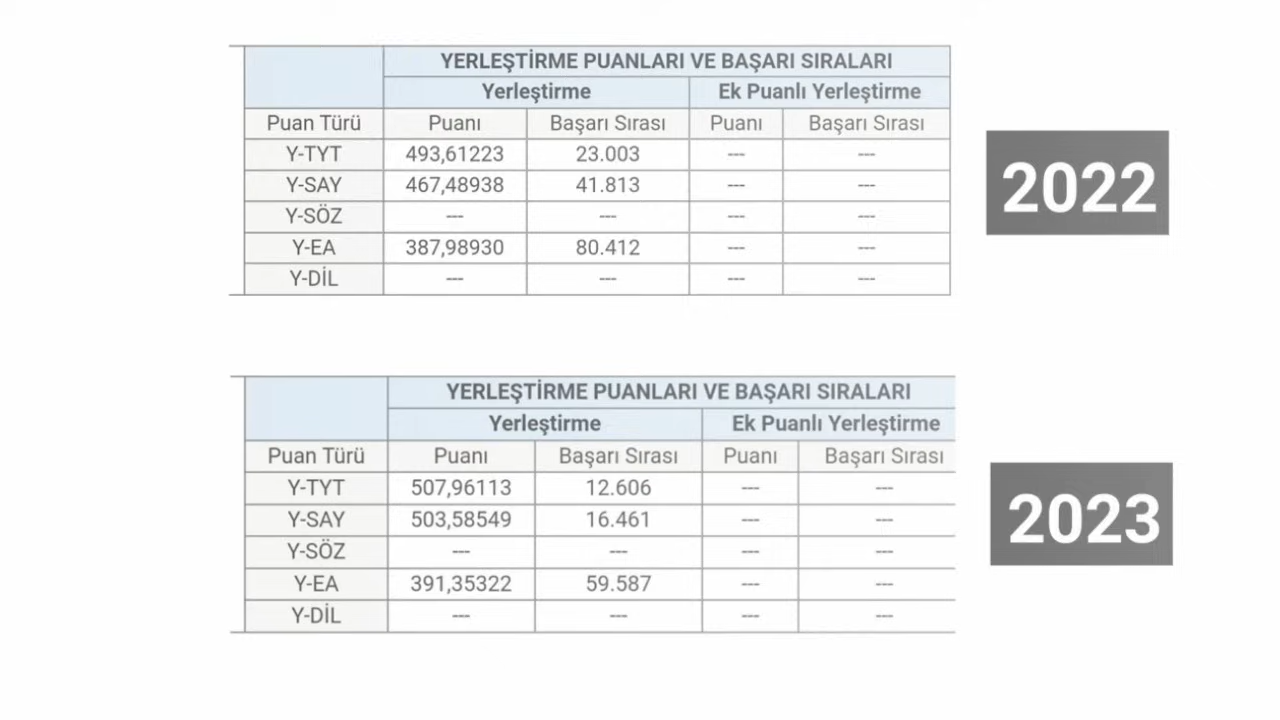 YERLEŞTİRME PUANLARI VE BAŞARI SIRALARI
Yerleştirme Ek Puanlı Yerleştirme
Puan Türü Puanı Başarı Sırası Puanı Başarı Sırası
Y-TYT 493,61223 23.003 --- ---
Y-SAY 467,48938 41.813 --- ---
Y-SÖZ --- --- --- ---
Y-EA 387,98930 80.412 --- ---
Y-DİL --- --- --- ---
2022
YERLEŞTİRME PUANLARI VE BAŞARI SIRALARI
Yerleştirme Ek Puanlı Yerleştirme
Puan Türü Puanı Başarı Sırası Puanı Başarı Sırası
Y-TYT 507,96113 12.606 --- ---
Y-SAY 503,58549 16.461 --- ---
Y-SÖZ --- --- --- ---
Y-EA 391,35322 59.587 --- ---
Y-DİL --- --- --- ---
2023